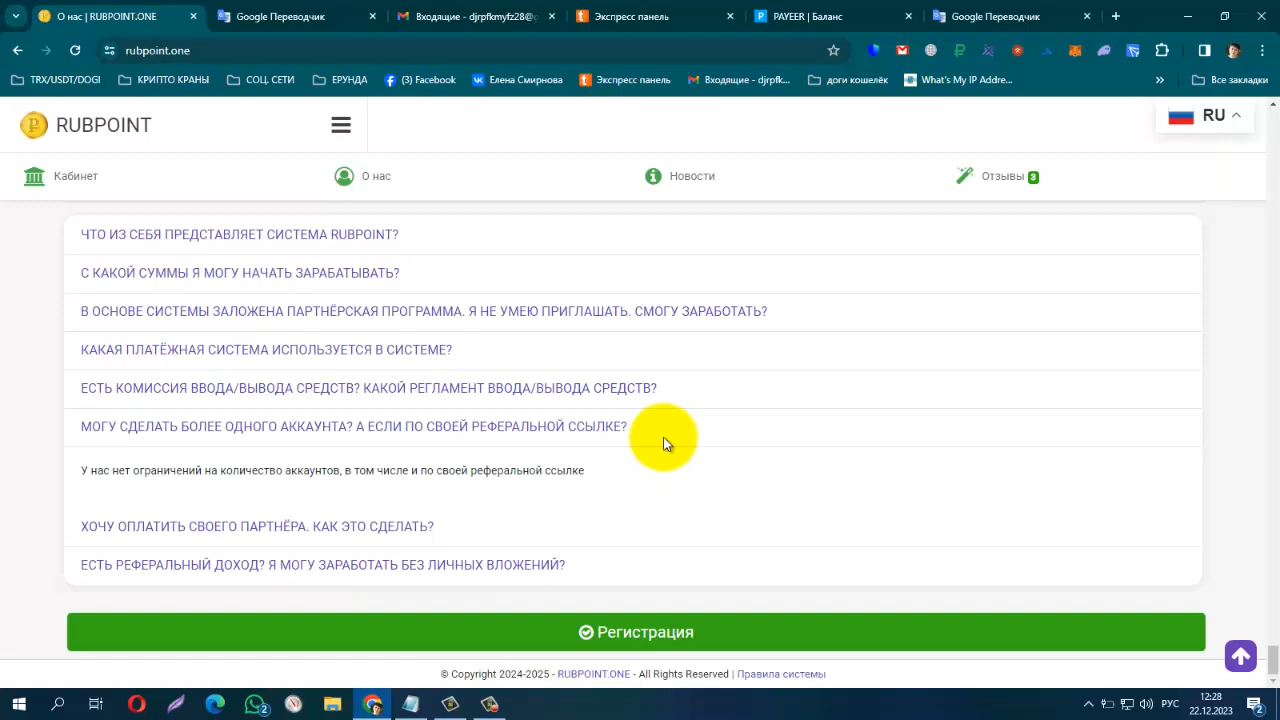 О нас | RUBPOINT.ONE
Google Переводчик
Входящие - djrpfkmyfz28@g
Экспресс панель
PAYEER | Баланс
Google Переводчик
rubpoint.one
TRX/USDT/DOGI
КРИПТО КРАНЫ
СОЦ. СЕТИ
ЕРУНДА
(3) Facebook
Елена Смирнова
Экспресс панель
Входящие - djrpfk...
доги кошелёк
What's My IP Addre...
»
Все закладки
RUBPOINT
RU
Кабинет
О нас
Новости
Отзывы 3
ЧТО ИЗ СЕБЯ ПРЕДСТАВЛЯЕТ СИСТЕМА RUBPOINT?
С КАКОЙ СУММЫ Я МОГУ НАЧАТЬ ЗАРАБАТЫВАТЬ?
В ОСНОВЕ СИСТЕМЫ ЗАЛОЖЕНА ПАРТНЁРСКАЯ ПРОГРАММА. Я НЕ УМЕЮ ПРИГЛАШАТЬ. СМОГУ ЗАРАБОТАТЬ?
КАКАЯ ПЛАТЁЖНАЯ СИСТЕМА ИСПОЛЬЗУЕТСЯ В СИСТЕМЕ?
ЕСТЬ КОМИССИЯ ВВОДА/ВЫВОДА СРЕДСТВ? КАКОЙ РЕГЛАМЕНТ ВВОДА/ВЫВОДА СРЕДСТВ?
МОГУ СДЕЛАТЬ БОЛЕЕ ОДНОГО АККАУНТА? А ЕСЛИ ПО СВОЕЙ РЕФЕРАЛЬНОЙ ССЫЛКЕ?
У нас нет ограничений на количество аккаунтов, в том числе и по своей реферальной ссылке
ХОЧУ ОПЛАТИТЬ СВОЕГО ПАРТНЁРА. КАК ЭТО СДЕЛАТЬ?
ЕСТЬ РЕФЕРАЛЬНЫЙ ДОХОД? Я МОГУ ЗАРАБОТАТЬ БЕЗ ЛИЧНЫХ ВЛОЖЕНИЙ?
Регистрация
© Copyright 2024-2025 - RUBPOINT.ONE - All Rights Reserved | Правила системы
2
РУС
12:28
22.12.2023
2